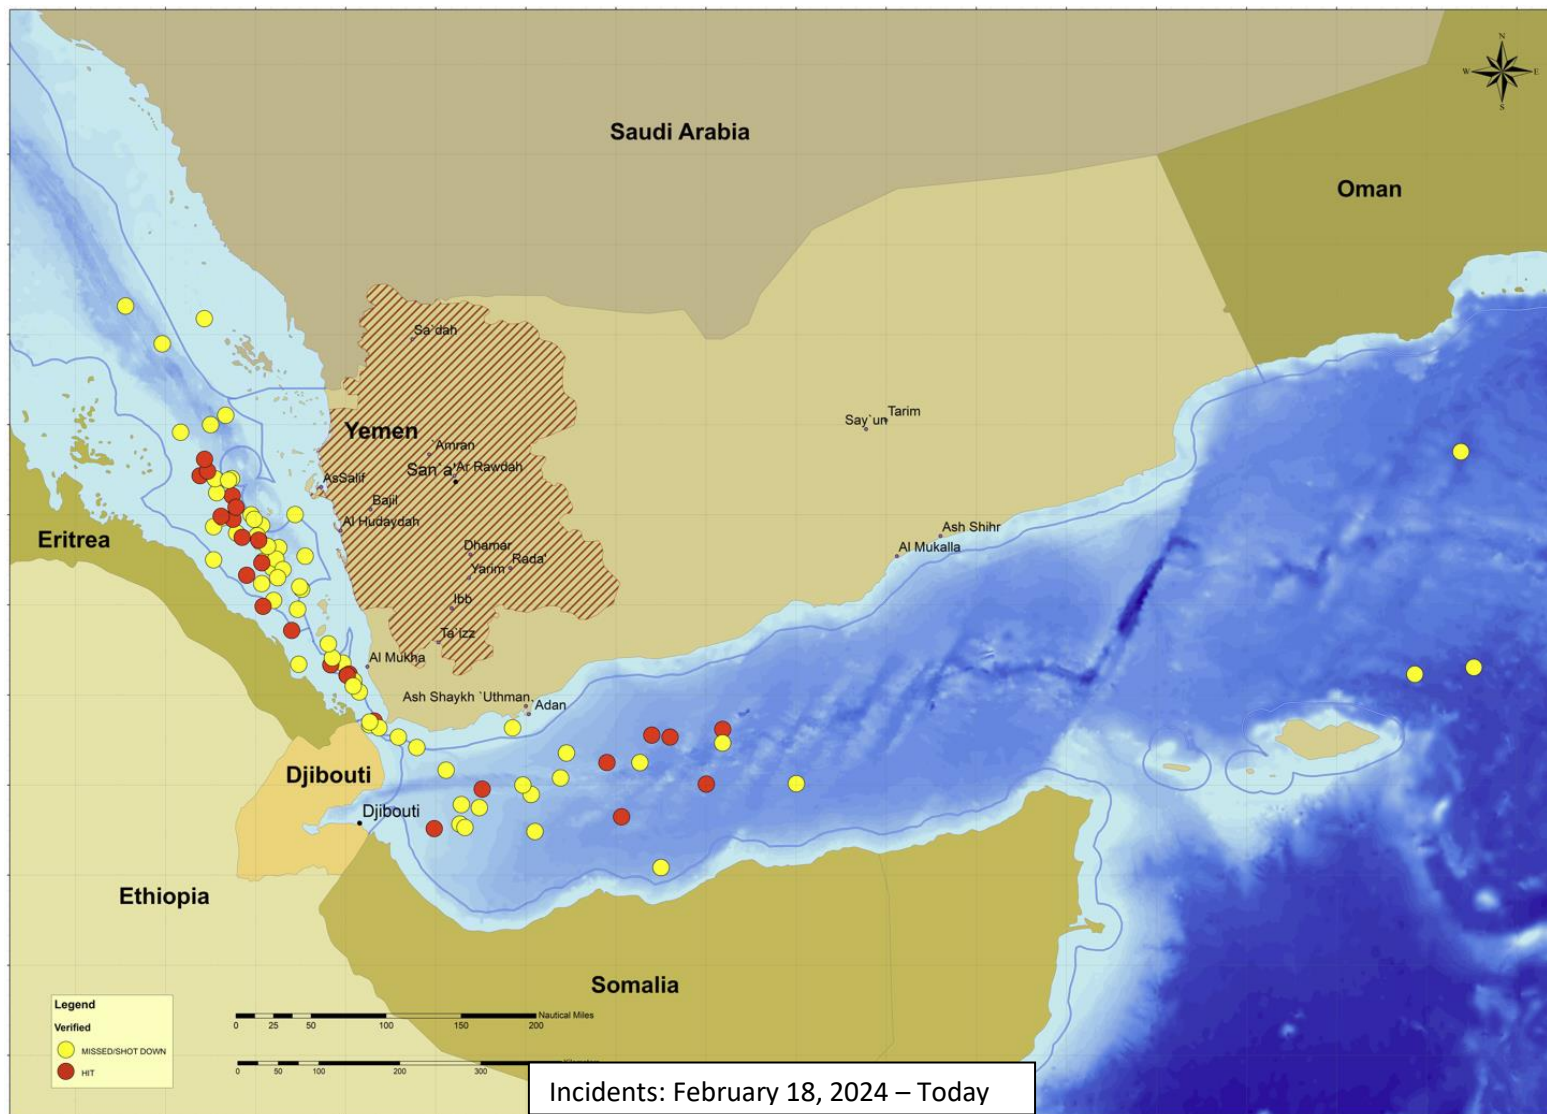 N
W E
S
Saudi Arabia
Oman
Sa`dah
Yemen
Tarim
Say`un
`Amran
San`a'
Ar Rawdah
AsSalif
Bajil
Al Hudaydah
Ash Shihr
Al Mukalla
Eritrea
Dhamar
Rada'
Yarim
Ibb
Ta`izz
Al Mukha
Ash Shaykh `Uthman
`Adan
Djibouti
Djibouti
Ethiopia
Somalia
Legend
Verified
MISSED/SHOT DOWN
HIT
Nautical Miles
0 25 50 100 150 200
0 50 100 200 300
Incidents: February 18, 2024 – Today